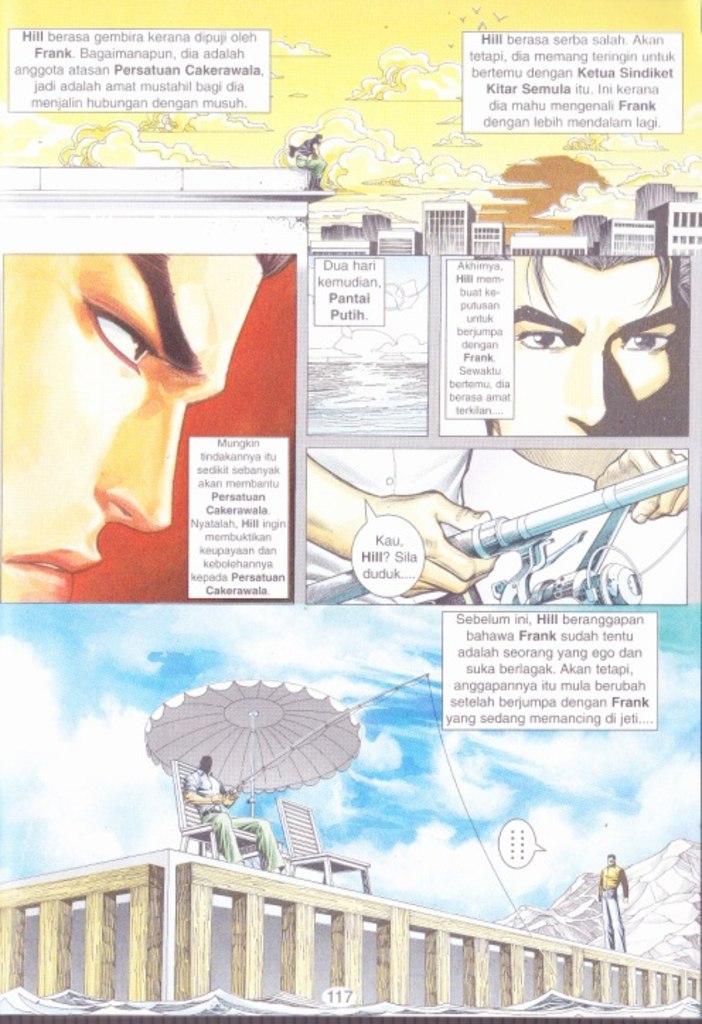 Hill berasa gembira kerana dipuji oleh
Frank. Bagaimanapun, dia adalah
anggota atasan Persatuan Cakerawala,
jadi adalah amat mustahil bagi dia
menjalin hubungan dengan musuh.
Hill berasa serba salah. Akan
tetapi, dia memang teringin untuk
bertemu dengan Ketua Sindiket
Kitar Semula itu. Ini kerana
dia mahu mengenali Frank
dengan lebih mendalam lagi.
Mungkin
tindakannya itu
sedikit sebanyak
akan membantu
Persatuan
Cakerawala.
Nyatalah, Hill ingin
membuktikan
keupayaan dan
kebolehannya
kepada Persatuan
Cakerawala.
Dua hari
kemudian,
Pantai
Putih.
Akhirnya,
Hill mem-
buat ke-
putusan
untuk
berjumpa
dengan
Frank.
Sewaktu
bertemu, dia
berasa amat
terkilan....
Kau,
Hill? Sila
duduk....
Sebelum ini, Hill beranggapan
bahawa Frank sudah tentu
adalah seorang yang ego dan
suka berlagak. Akan tetapi,
anggapannya itu mula berubah
setelah berjumpa dengan Frank
yang sedang memancing di jeti....
117